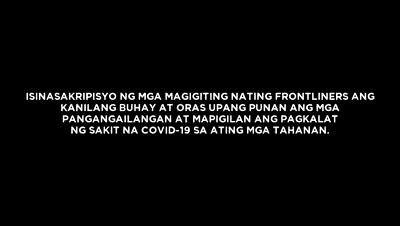 ISINASAKRIPISYO NG MGA MAGIGITING NATING FRONTLINERS ANG
KANILANG BUHAY AT ORAS UPANG PUNAN ANG MGA
PANGANGAILANGAN AT MAPIGILAN ANG PAGKALAT
NG SAKIT NA COVID-19 SA ATING MGA TAHANAN.